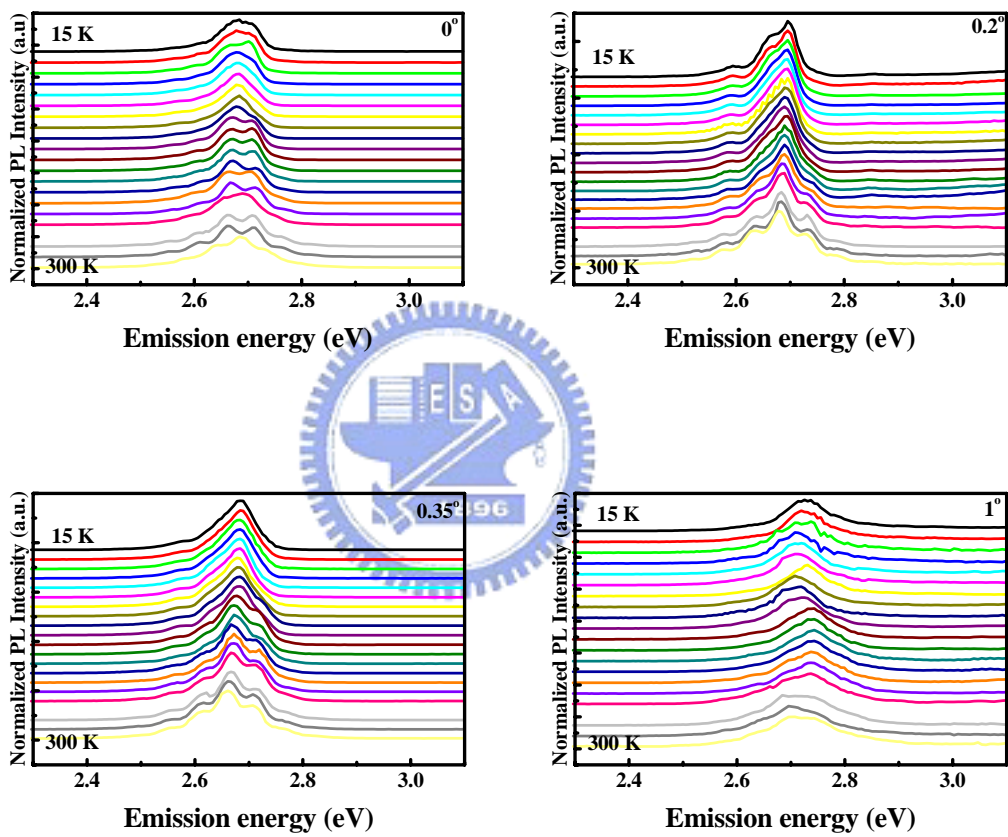 Normalized PL Intensity (a.u)
15 K
0°
300 K
2.4 2.6 2.8 3.0
Emission energy (eV)
Normalized PL Intensity (a.u.)
15 K
0.2°
300 K
2.4 2.6 2.8 3.0
Emission energy (eV)
E S A
Normalized PL Intensity (a.u.)
15 K
0.35°
896
300 K
2.4 2.6 2.8 3.0
Emission energy (eV)
Normalized PL Intensity (a.u.)
15 K
1°
300 K
2.4 2.6 2.8 3.0
Emission energy (eV)